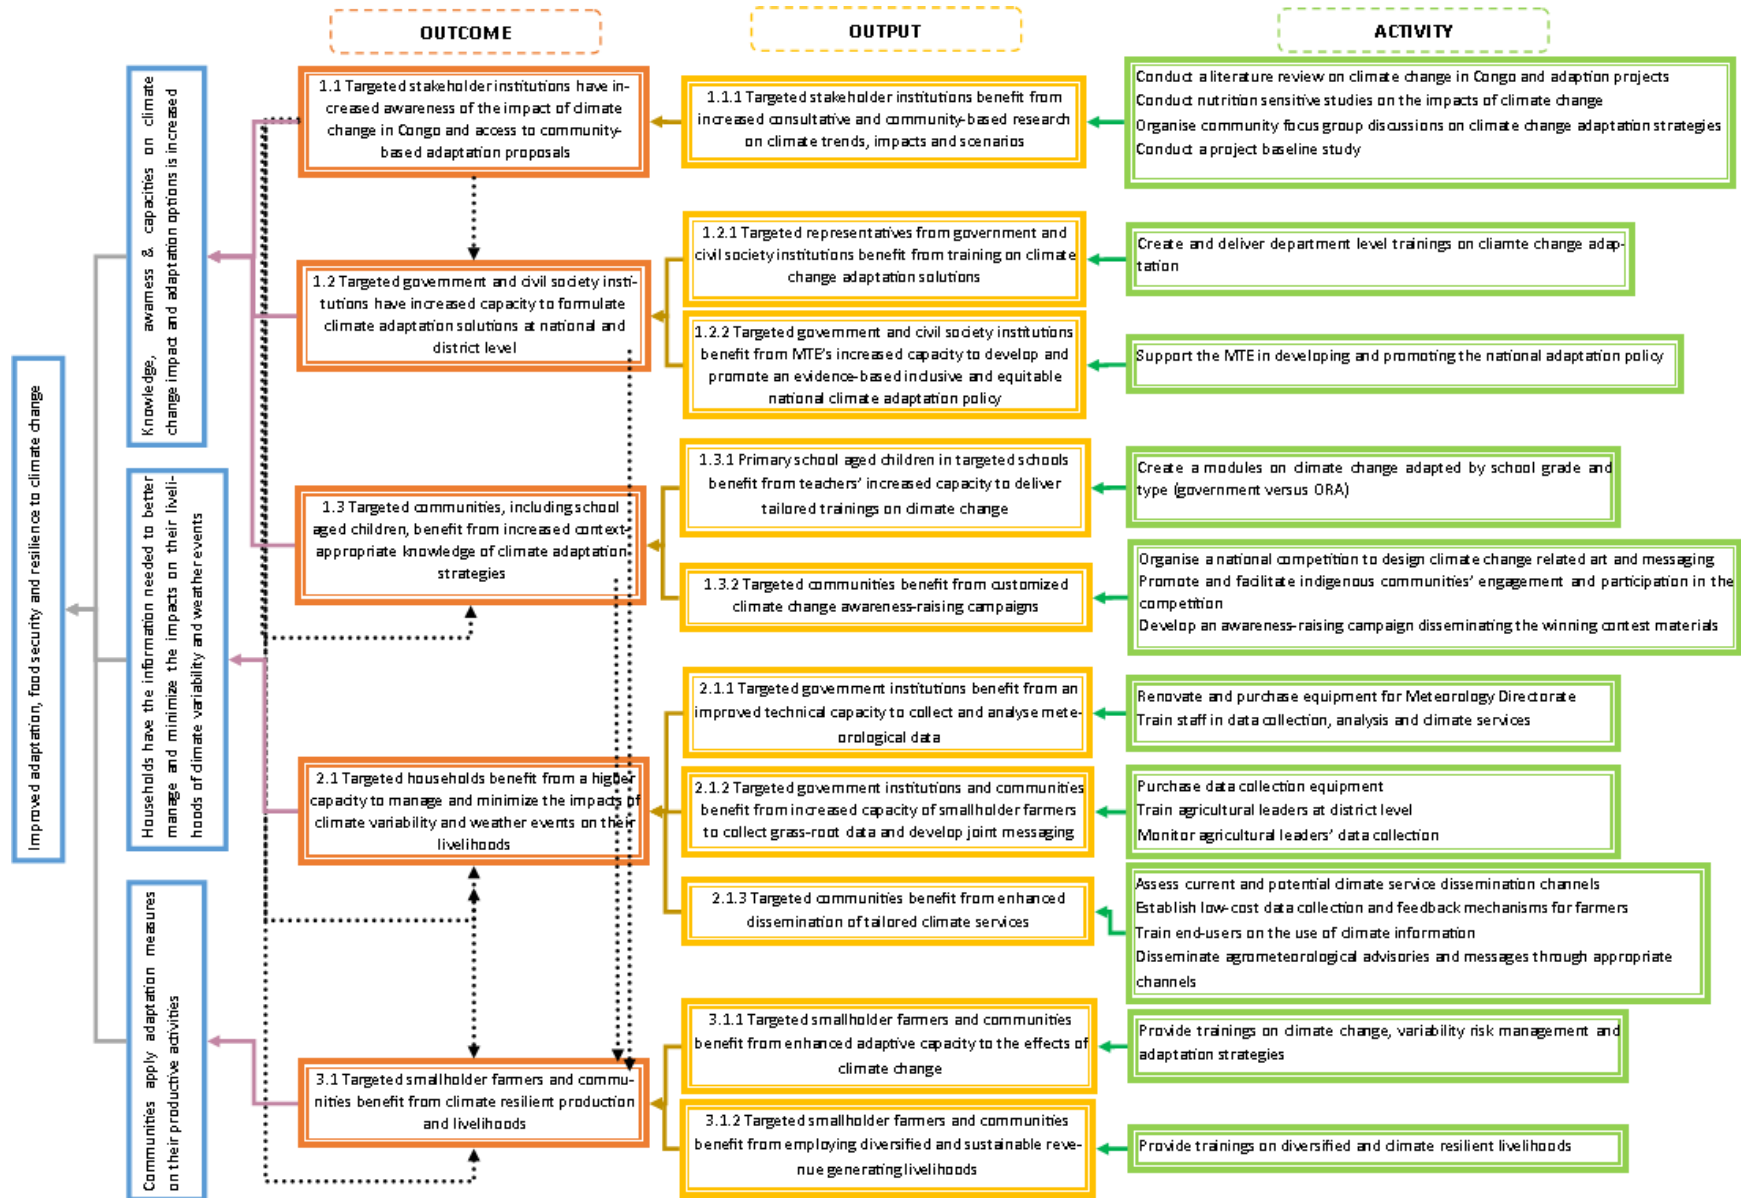 OUTCOME
OUTPUT
ACTIVITY
Improved adaptation, food security and resilience to climate change
Knowledge, awarness & capacities on climate
change impact and adaptation options is increased
Households have the information needed to better
manage and minimize the impacts on their liveli-
hoods of climate variability and weather events
Communities apply adaptation measures
on their productive activities
1.1 Targeted stakeholder institutions have in-
creased awareness of the impact of climate
change in Congo and access to community-
based adaptation proposals
1.2 Targeted government and civil society insti-
tutions have increased capacity to formulate
climate adaptation solutions at national and
district level
1.3 Targeted communities, including school
aged children, benefit from increased context-
appropriate knowledge of climate adaptation
strategies
2.1 Targeted households benefit from a higher
capacity to manage and minimize the impacts of
climate variability and weather events on their
livelihoods
3.1 Targeted smallholder farmers and commu-
nities benefit from climate resilient production
and livelihoods
1.1.1 Targeted stakeholder institutions benefit from
increased consultative and community-based research
on climate trends, impacts and scenarios
1.2.1 Targeted representatives from government and
civil society institutions benefit from training on climate
change adaptation solutions
1.2.2 Targeted government and civil society institutions
benefit from MTE's increased capacity to develop and
promote an evidence-based inclusive and equitable
national climate adaptation policy
1.3.1 Primary school aged children in targeted schools
benefit from teachers' increased capacity to deliver
tailored trainings on climate change
1.3.2 Targeted communities benefit from customized
climate change awareness-raising campaigns
2.1.1 Targeted government institutions benefit from an
improved technical capacity to collect and analyse mete-
orological data
2.1.2 Targeted government institutions and communities
benefit from increased capacity of smallholder farmers
to collect grass-root data and develop joint messaging
2.1.3 Targeted communities benefit from enhanced
dissemination of tailored climate services
3.1.1 Targeted smallholder farmers and communities
benefit from enhanced adaptive capacity to the effects of
climate change
3.1.2 Targeted smallholder farmers and communities
benefit from employing diversified and sustainable reve-
nue generating livelihoods
Conduct a literature review on climate change in Congo and adaption projects
Conduct nutrition sensitive studies on the impacts of climate change
Organise community focus group discussions on climate change adaptation strategies
Conduct a project baseline study
Create and deliver department level trainings on cliamte change adap-
tation
Support the MTE in developing and promoting the national adaptation policy
Create a modules on climate change adapted by school grade and
type (government versus ORA)
Organise a national competition to design climate change related art and messaging
Promote and facilitate indigenous communities' engagement and participation in the
competition
Develop an awareness-raising campaign disseminating the winning contest materials
Renovate and purchase equipment for Meteorology Directorate
Train staff in data collection, analysis and climate services
Purchase data collection equipment
Train agricultural leaders at district level
Monitor agricultural leaders' data collection
Assess current and potential climate service dissemination channels
Establish low-cost data collection and feedback mechanisms for farmers
Train end-users on the use of climate information
Disseminate agrometeorological advisories and messages through appropriate
channels
Provide trainings on climate change, variability risk management and
adaptation strategies
Provide trainings on diversified and climate resilient livelihoods